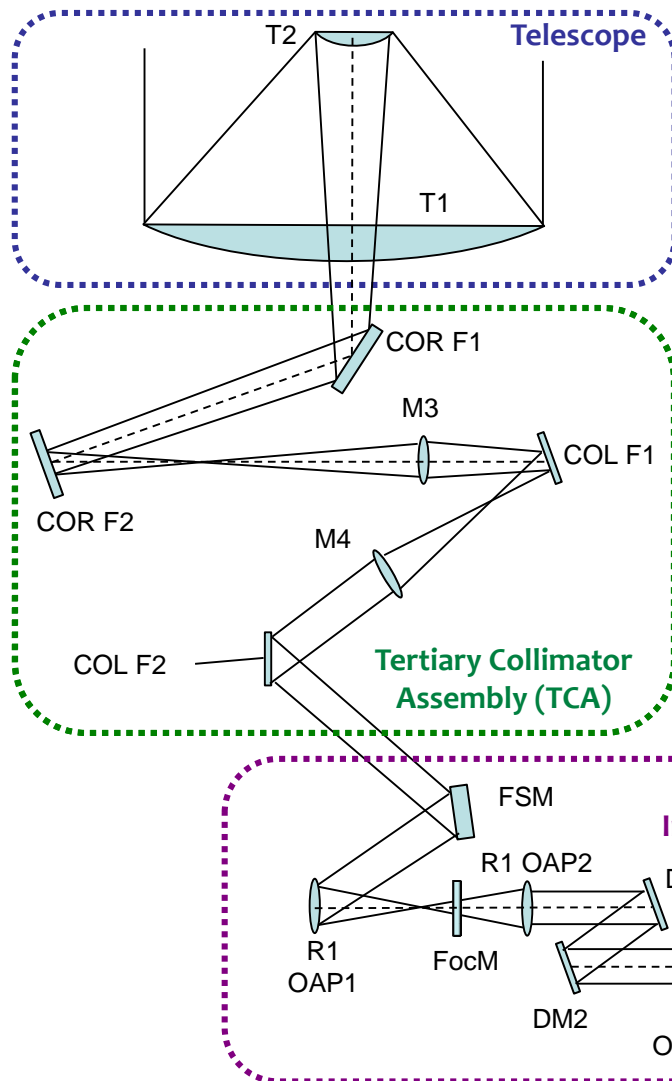 T2
Telescope
T1
COR F1
M3
COL F1
COR F2
M4
COL F2
Tertiary Collimator
Assembly (TCA)
FSM
R1 OAP2
R1
OAP1
FocM
DM2